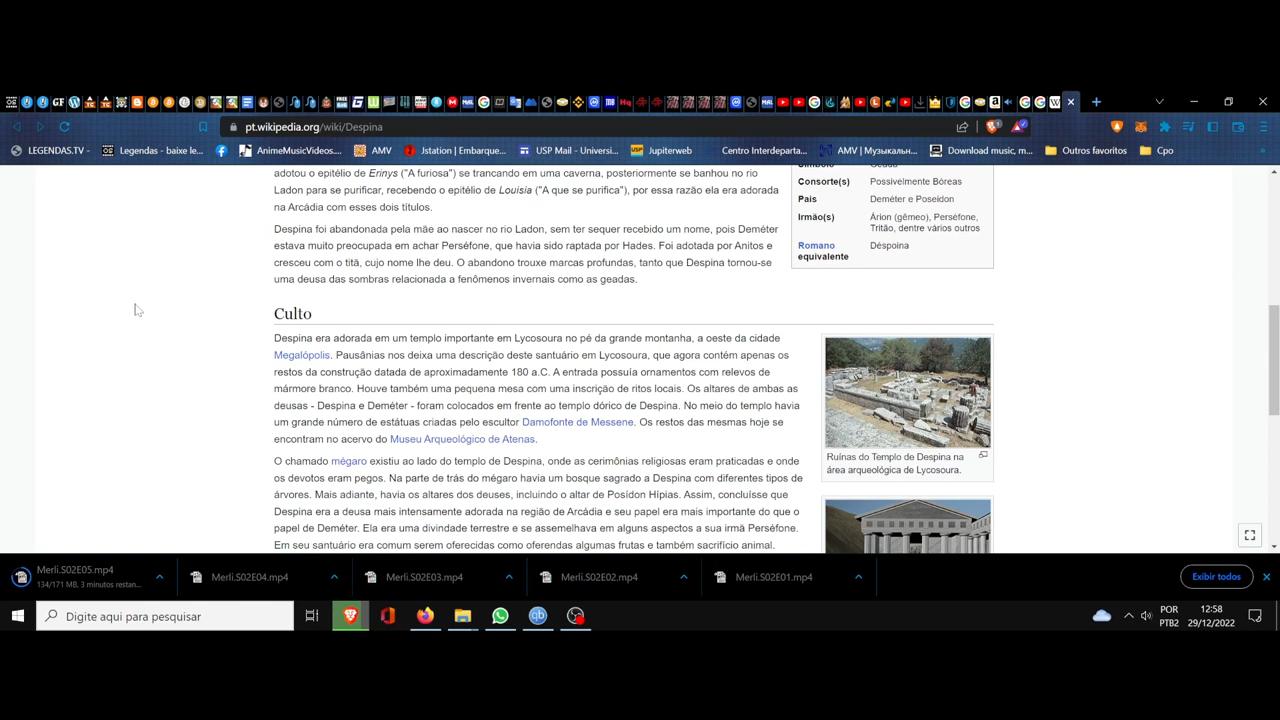 pt.wikipedia.org/wiki/Despina
LEGENDAS.TV -
Legendas - baixe le...
AnimeMusicVideos....
AMV
Jstation | Embarque...
USP Mail - Universi...
Jupiterweb
Centro Interdeparta...
AMV | Музыкальн...
Download music, m...
Outros favoritos
Cpo
adotou o epitélio de Erinys ("A furiosa") se trancando em uma caverna, posteriormente se banhou no rio
Ladon para se purificar, recebendo o epitélio de Lousia ("A que se purifica"), por essa razão ela era adorada
na Arcádia com esses dois títulos.
Despina foi abandonada pela mãe ao nascer no rio Ladon, sem ter sequer recebido um nome, pois Deméter
estava muito preocupada em achar Perséfone, que havia sido raptada por Hades. Foi adotada por Anitos e
cresceu com o titã, cujo nome lhe deu. O abandono trouxe marcas profundas, tanto que Despina tornou-se
uma deusa das sombras relacionada a fenômenos invernais como as geadas.
Símbolo Geada
Consorte(s) Possivelmente Bóreas
Pais Deméter e Poseidon
Irmão(s) Árion (gêmeo), Perséfone,
Tritão, dentre vários outros
Romano Déspoina
equivalente
Culto
Despina era adorada em um templo importante em Lycosoura no pé da grande montanha, a oeste da cidade
Megalópolis. Pausânias nos deixa uma descrição deste santuário em Lycosoura, que agora contém apenas os
restos da construção datada de aproximadamente 180 a.C. A entrada possuía ornamentos com relevos de
mármore branco. Houve também uma pequena mesa com uma inscrição de ritos locais. Os altares de ambas as
deusas - Despina e Deméter - foram colocados em frente ao templo dórico de Despina. No meio do templo havia
um grande número de estátuas criadas pelo escultor Damofonte de Messene. Os restos das mesmas hoje se
encontram no acervo do Museu Arqueológico de Atenas.
O chamado mégaro existiu ao lado do templo de Despina, onde as cerimônias religiosas eram praticadas e onde
os devotos eram pegos. Na parte de trás do mégaro havia um bosque sagrado a Despina com diferentes tipos de
árvores. Mais adiante, havia os altares dos deuses, incluindo o altar de Posídon Hípias. Assim, concluísse que
Despina era a deusa mais intensamente adorada na região de Arcádia e seu papel era mais importante do que o
papel de Deméter. Ela era uma divindade terrestre e se assemelhava em alguns aspectos a sua irmã Perséfone.
Em seu santuário era comum serem oferecidas como oferendas algumas frutas e também sacrifício animal.
Ruínas do Templo de Despina na
área arqueológica de Lycosoura.
Merli.S02E05.mp4
134/171 MB, 3 minutos restan...
Merli.S02E04.mp4
Merli.S02E03.mp4
Merli.S02E02.mp4
Merli.S02E01.mp4
Exibir todos
Digite aqui para pesquisar
POR
PTB2
12:58
29/12/2022